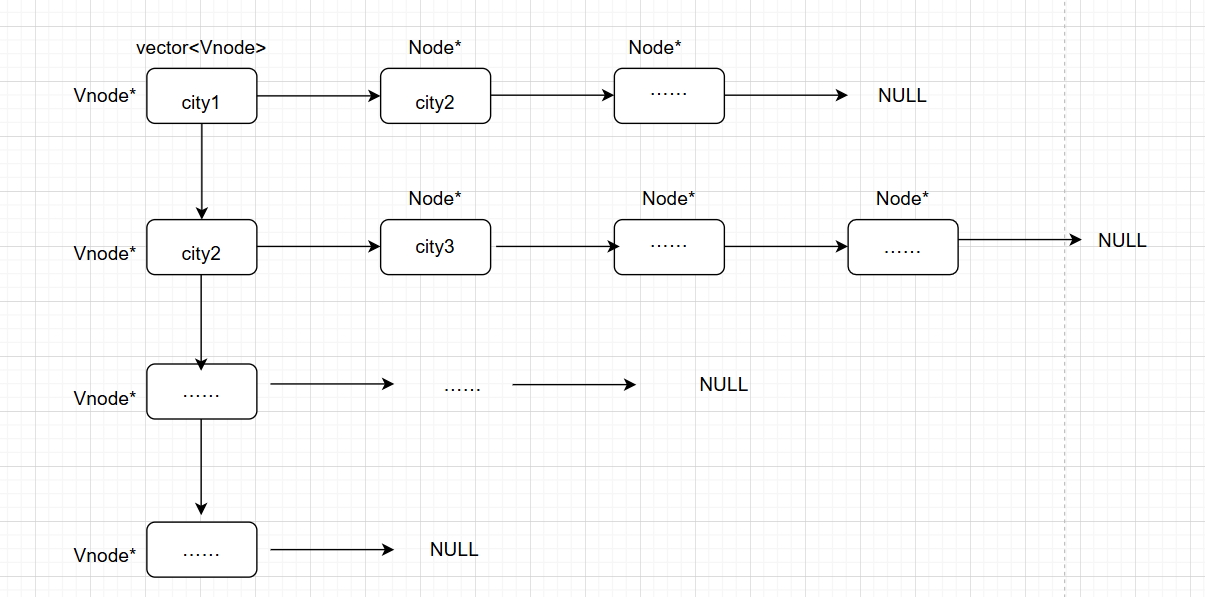 vector<Vnode> Node* Node*
Vnode* city1 city2 ...... NULL
Node* Node* Node*
Vnode* city2 city3 ...... ...... NULL
Vnode* ...... ...... NULL
Vnode* ...... NULL